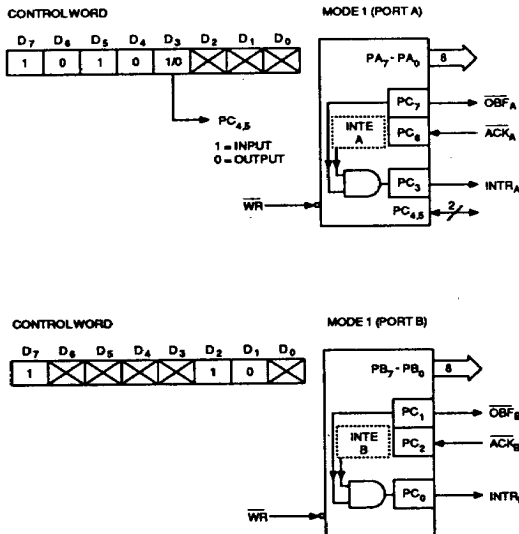 CONTROL WORD
D7 D6 D5 D4 D3 D2 D1 D0
1 0 1 0 1/0
PC4,5
1 = INPUT
0 = OUTPUT
MODE 1 (PORT A)
PA7 - PA0 8
PC7 OBFA
INTE A
PC6 ACKA
PC3 INTRA
WR
PC4,5 2
CONTROL WORD
D7 D6 D5 D4 D3 D2 D1 D0
1 1 0
MODE 1 (PORT B)
PB7 - PB0 8
PC1 OBFB
INTE B
PC2 ACKB
PC0 INTR
WR